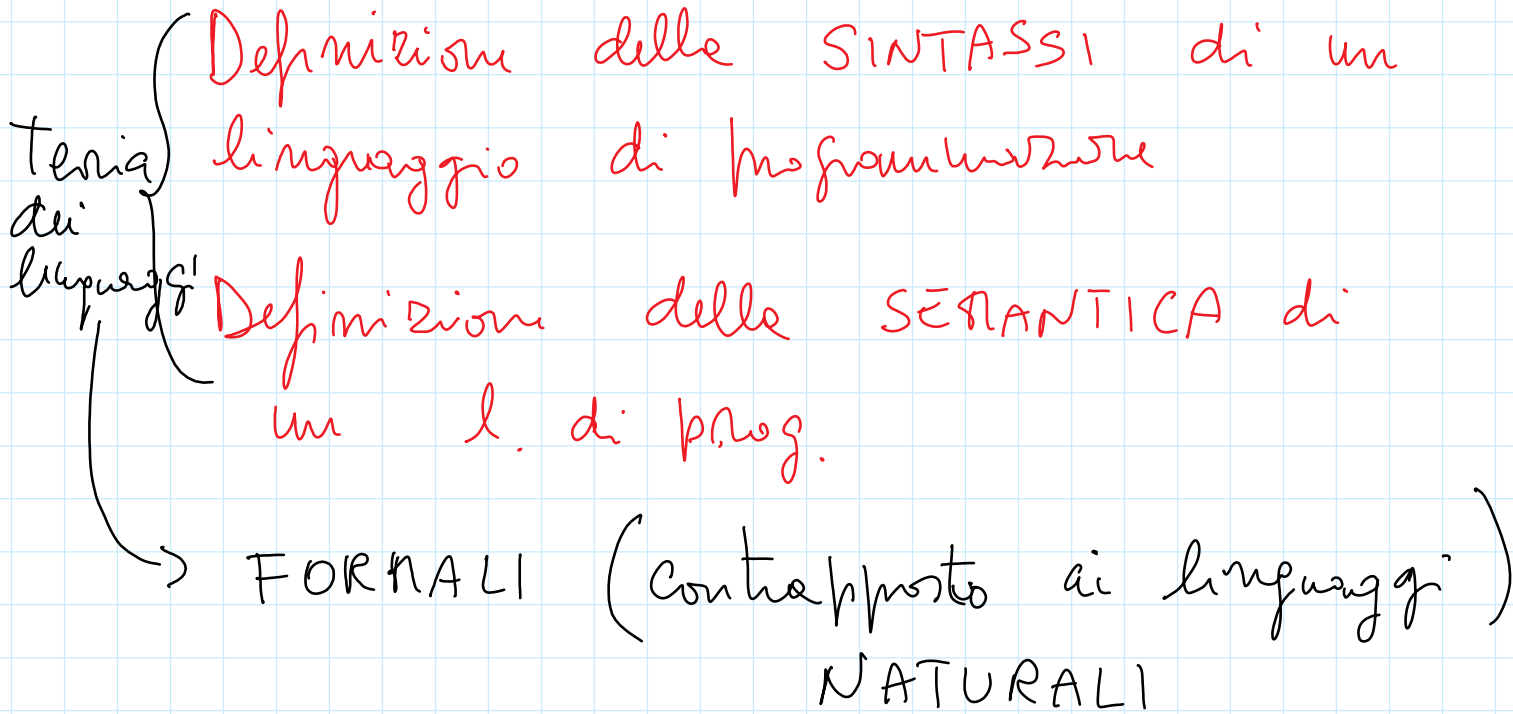 Definizione della SINTASSI di un
linguaggio di programmazione
Teoria
dei
linguaggi
Definizione della SEMANTICA di
un l. di prog.
FORMALI (contrapposto ai linguaggi)
NATURALI